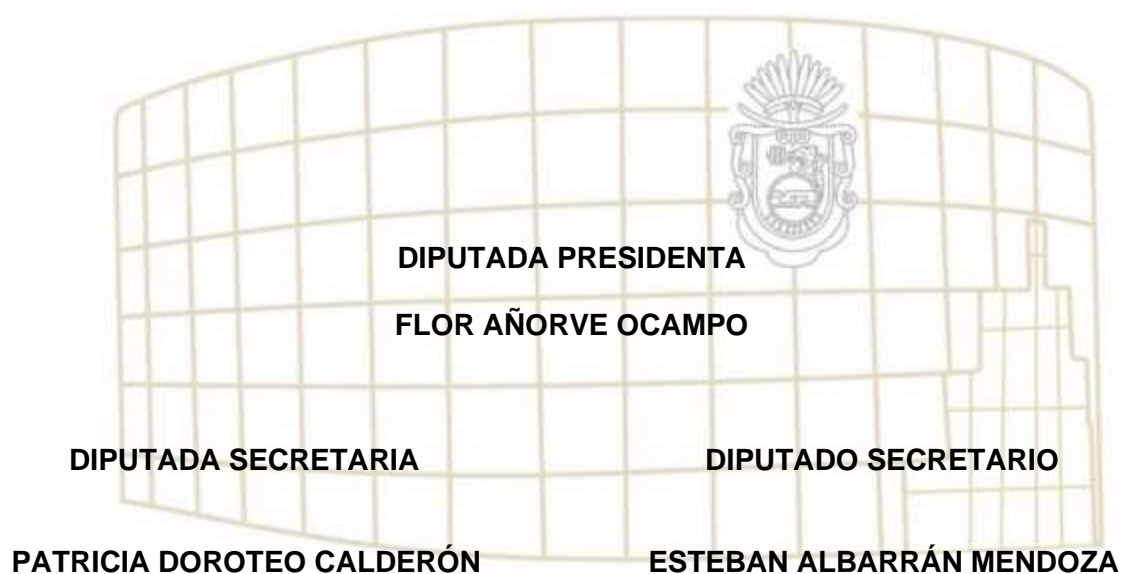 DIPUTADA PRESIDENTA
FLOR AÑORVE OCAMPO
DIPUTADA SECRETARIA DIPUTADO SECRETARIO
PATRICIA DOROTEO CALDERÓN ESTEBAN ALBARRÁN MENDOZA